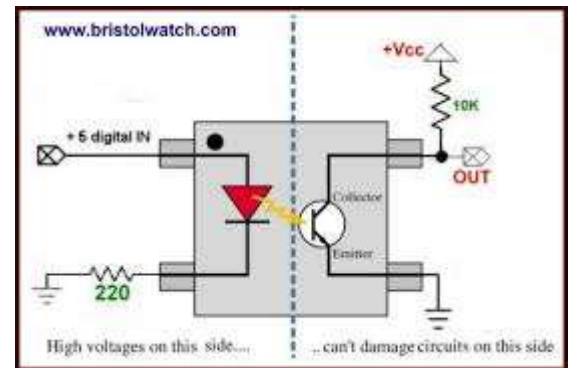 www.bristolwatch.com
+Vcc
10K
+ 5 digital IN
OUT
Collector
Emitter
220
High voltages on this side....
.. can't damage circuits on this side